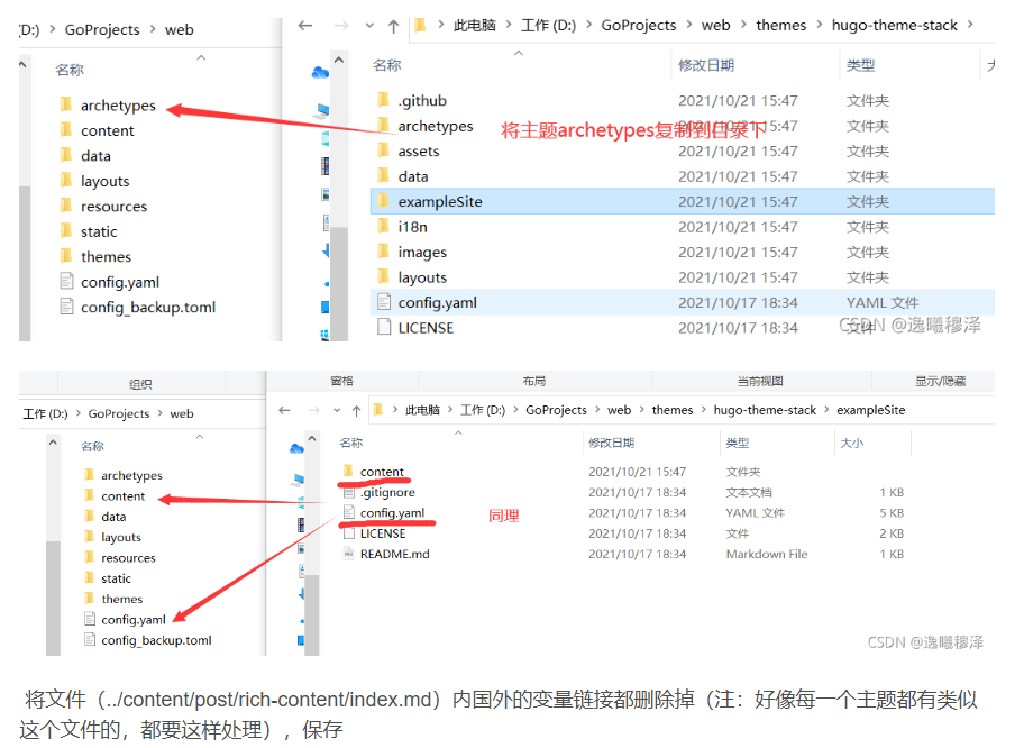 (D:) > GoProjects > web
此电脑 > 工作 (D:) > GoProjects > web > themes > hugo-theme-stack >
名称
archetypes
content
data
layouts
resources
static
themes
config.yaml
config_backup.toml
名称 修改日期 类型
.github 2021/10/21 15:47 文件夹
archetypes 2021/10/21 15:47 文件夹
将主题archetypes复制到目录下
assets 2021/10/21 15:47 文件夹
data 2021/10/21 15:47 文件夹
exampleSite 2021/10/21 15:47 文件夹
i18n 2021/10/21 15:47 文件夹
images 2021/10/21 15:47 文件夹
layouts 2021/10/21 15:47 文件夹
config.yaml 2021/10/17 18:34 YAML 文件
LICENSE 2021/10/17 18:34 文件
CSDN @逸曦穆泽
组织 窗格 布局 当前视图 显示/隐藏
工作 (D:) > GoProjects > web
此电脑 > 工作 (D:) > GoProjects > web > themes > hugo-theme-stack > exampleSite
名称
archetypes
content
data
layouts
resources
static
themes
config.yaml
config_backup.toml
名称 修改日期 类型 大小
content 2021/10/21 15:47 文件夹
.gitignore 2021/10/17 18:34 文本文档 1 KB
config.yaml 2021/10/17 18:34 YAML 文件 5 KB
同理
LICENSE 2021/10/17 18:34 文件 2 KB
README.md 2021/10/17 18:34 Markdown File 1 KB
CSDN @逸曦穆泽
将文件（../content/post/rich-content/index.md）内国外的变量链接都删除掉（注：好像每一个主题都有类似
这个文件的，都要这样处理），保存